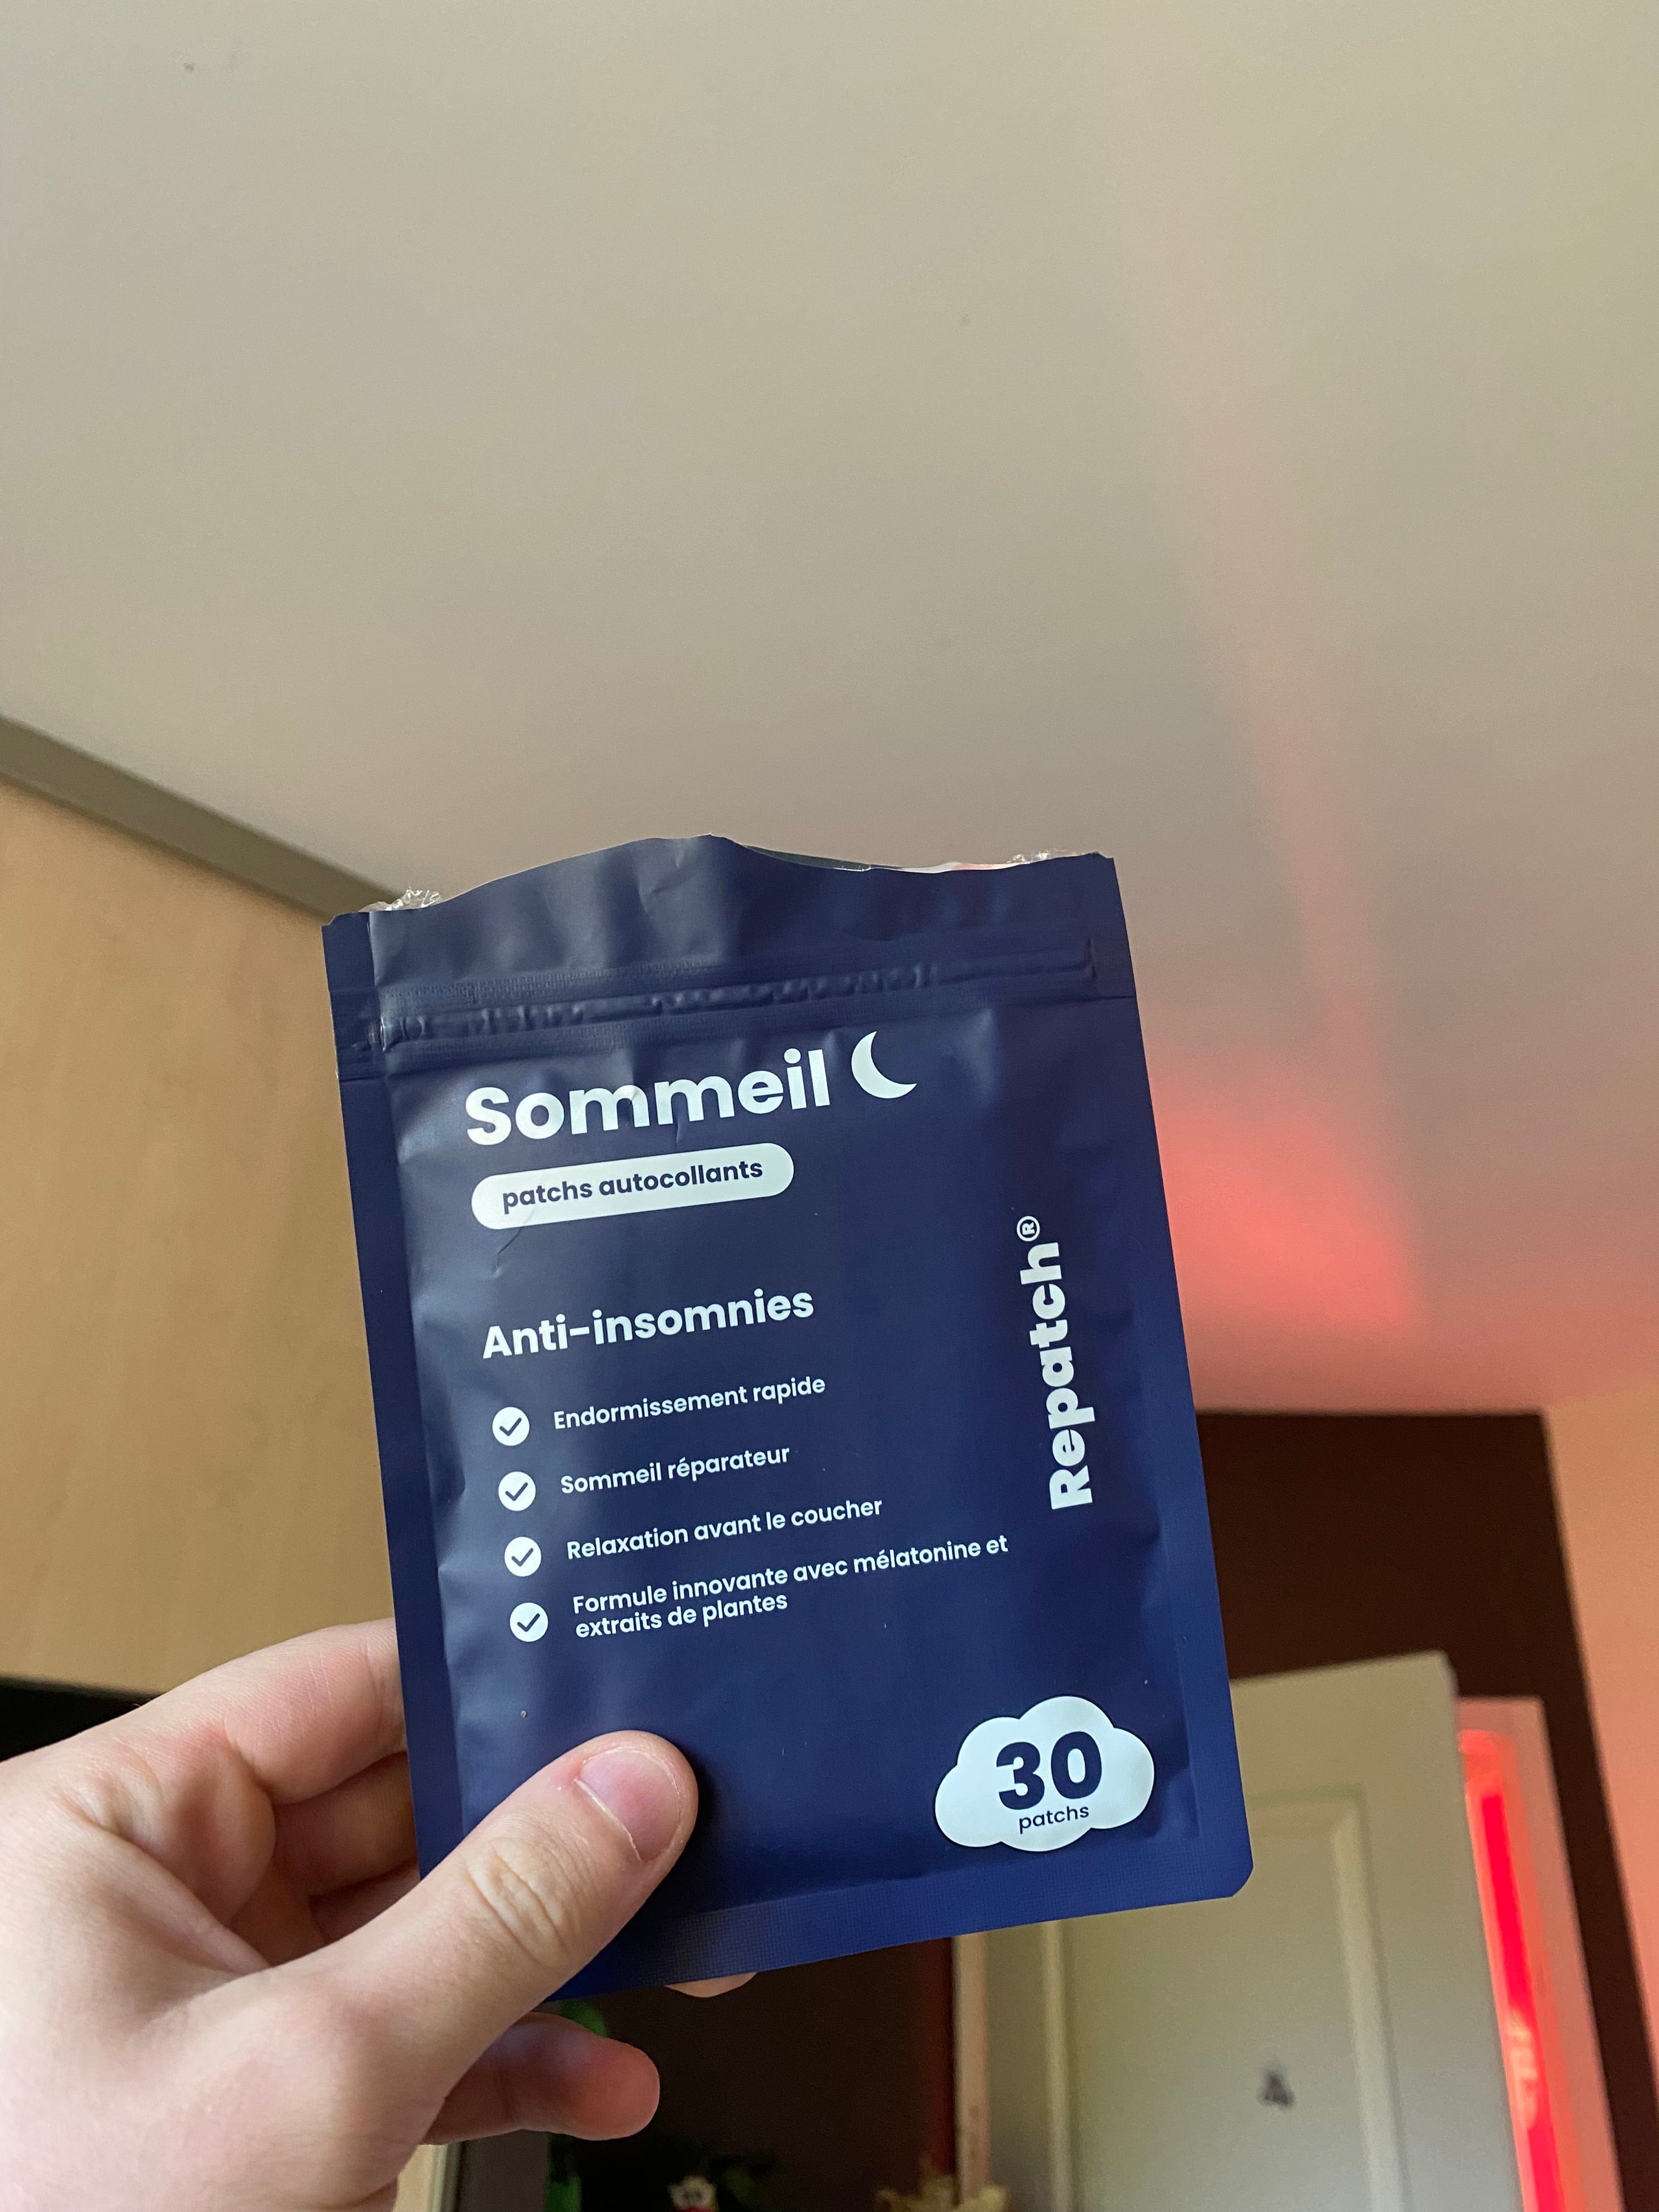 Sommeil
patchs autocollants
Anti-insomnies
Endormissement rapide
Sommeil réparateur
Relaxation avant le coucher
Formule innovante avec mélatonine et
extraits de plantes
Repatch®
30
patchs